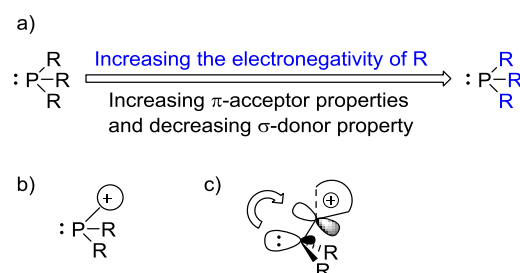 a)
Increasing the electronegativity of R
:P R R R
:P R R R
Increasing π-acceptor properties
and decreasing σ-donor property
b)
c)
+
:P R R
+
: R R